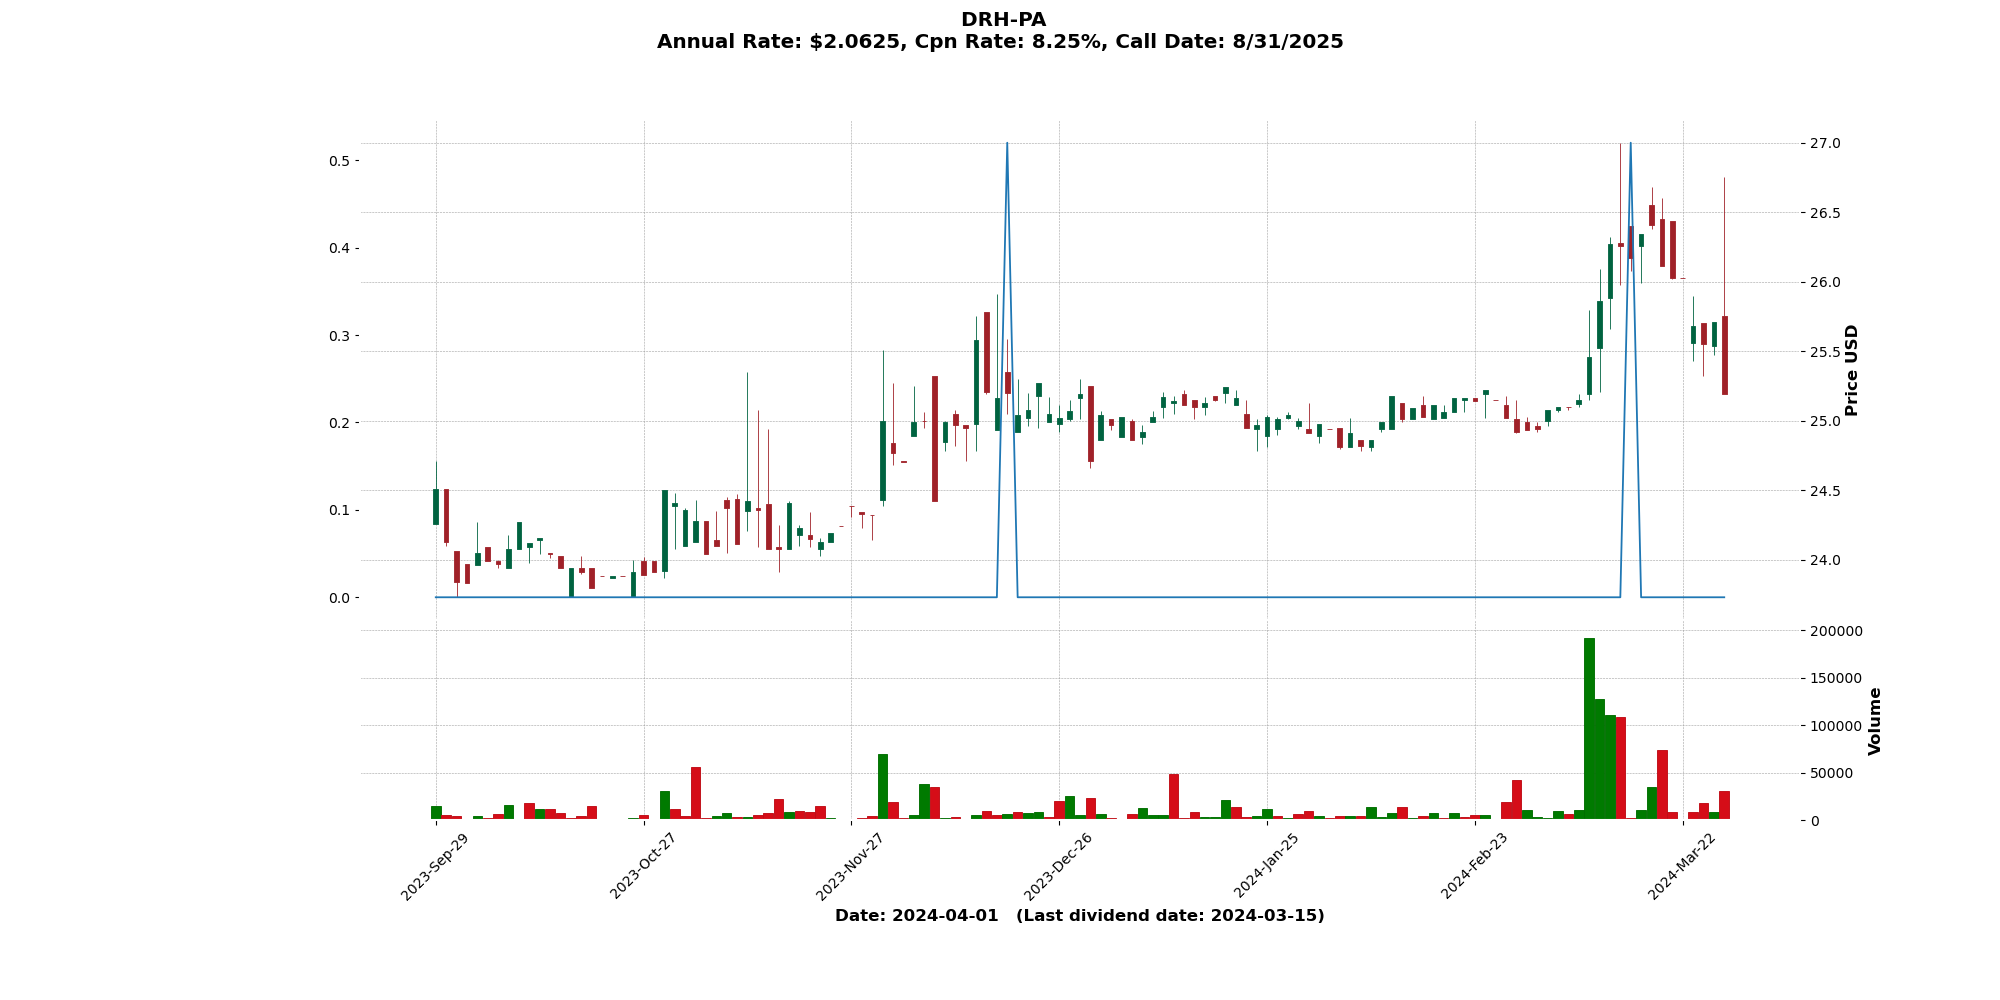 DRH-PA
Annual Rate: $2.0625, Cpn Rate: 8.25%, Call Date: 8/31/2025
0.5
0.4
0.3
0.2
0.1
0.0
27.0
26.5
26.0
25.5
25.0
24.5
24.0
Price USD
200000
150000
100000
50000
0
Volume
2023-Sep-29
2023-Oct-27
2023-Nov-27
2023-Dec-26
2024-Jan-25
2024-Feb-23
2024-Mar-22
Date: 2024-04-01 (Last dividend date: 2024-03-15)